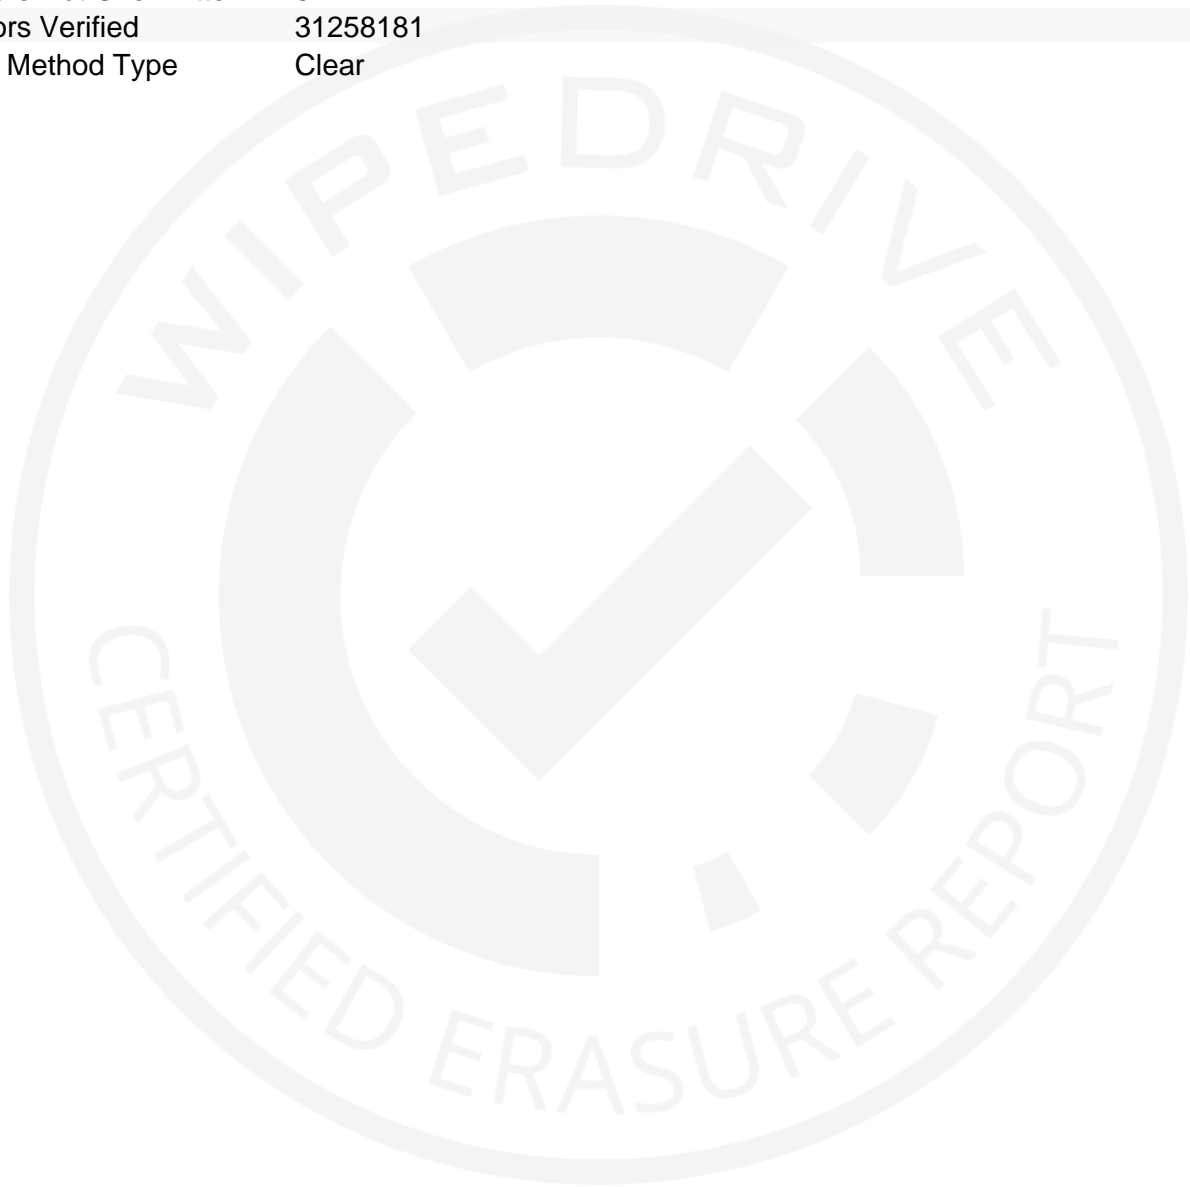 ors Verified 31258181
Method Type Clear
WIPEDRIVE
CERTIFIED ERASURE REPORT